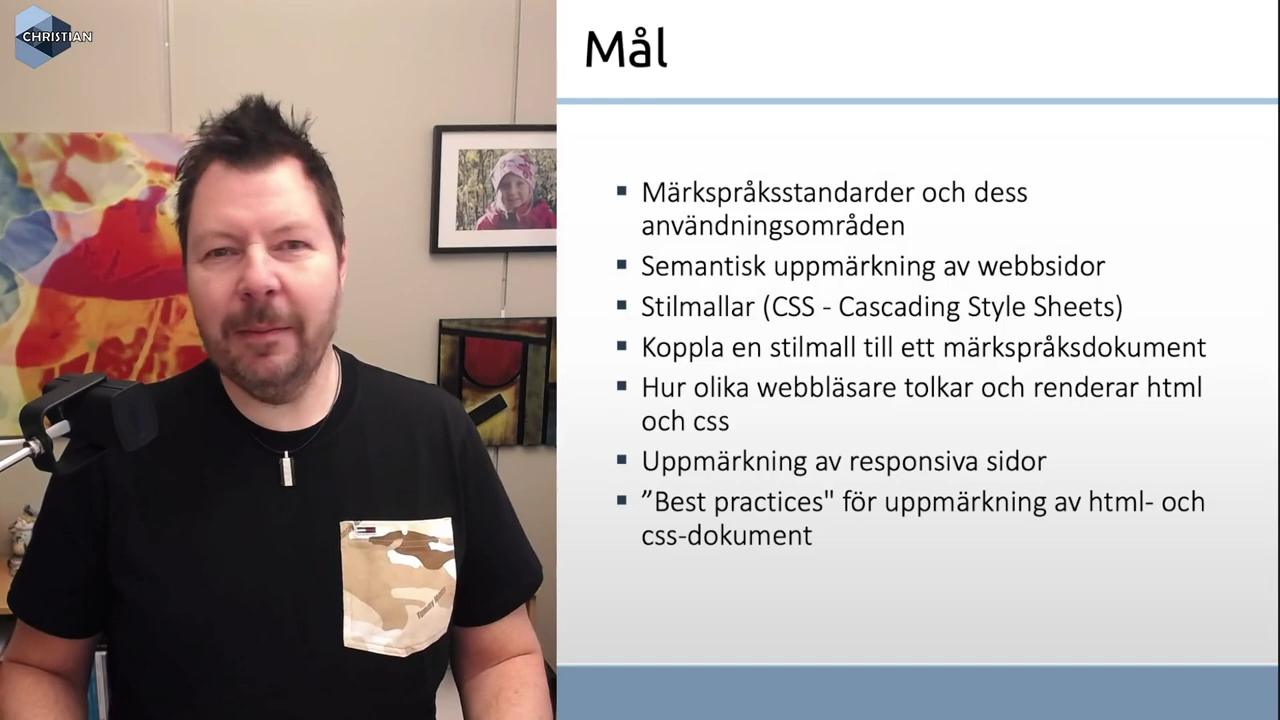 CHRISTIAN
Mål
▪ Märkspråksstandarder och dess
användningsområden
▪ Semantisk uppmärkning av webbsidor
▪ Stilmallar (CSS - Cascading Style Sheets)
▪ Koppla en stilmall till ett märkspråksdokument
▪ Hur olika webbläsare tolkar och renderar html
och css
▪ Uppmärkning av responsiva sidor
▪ ”Best practices" för uppmärkning av html- och
css-dokument